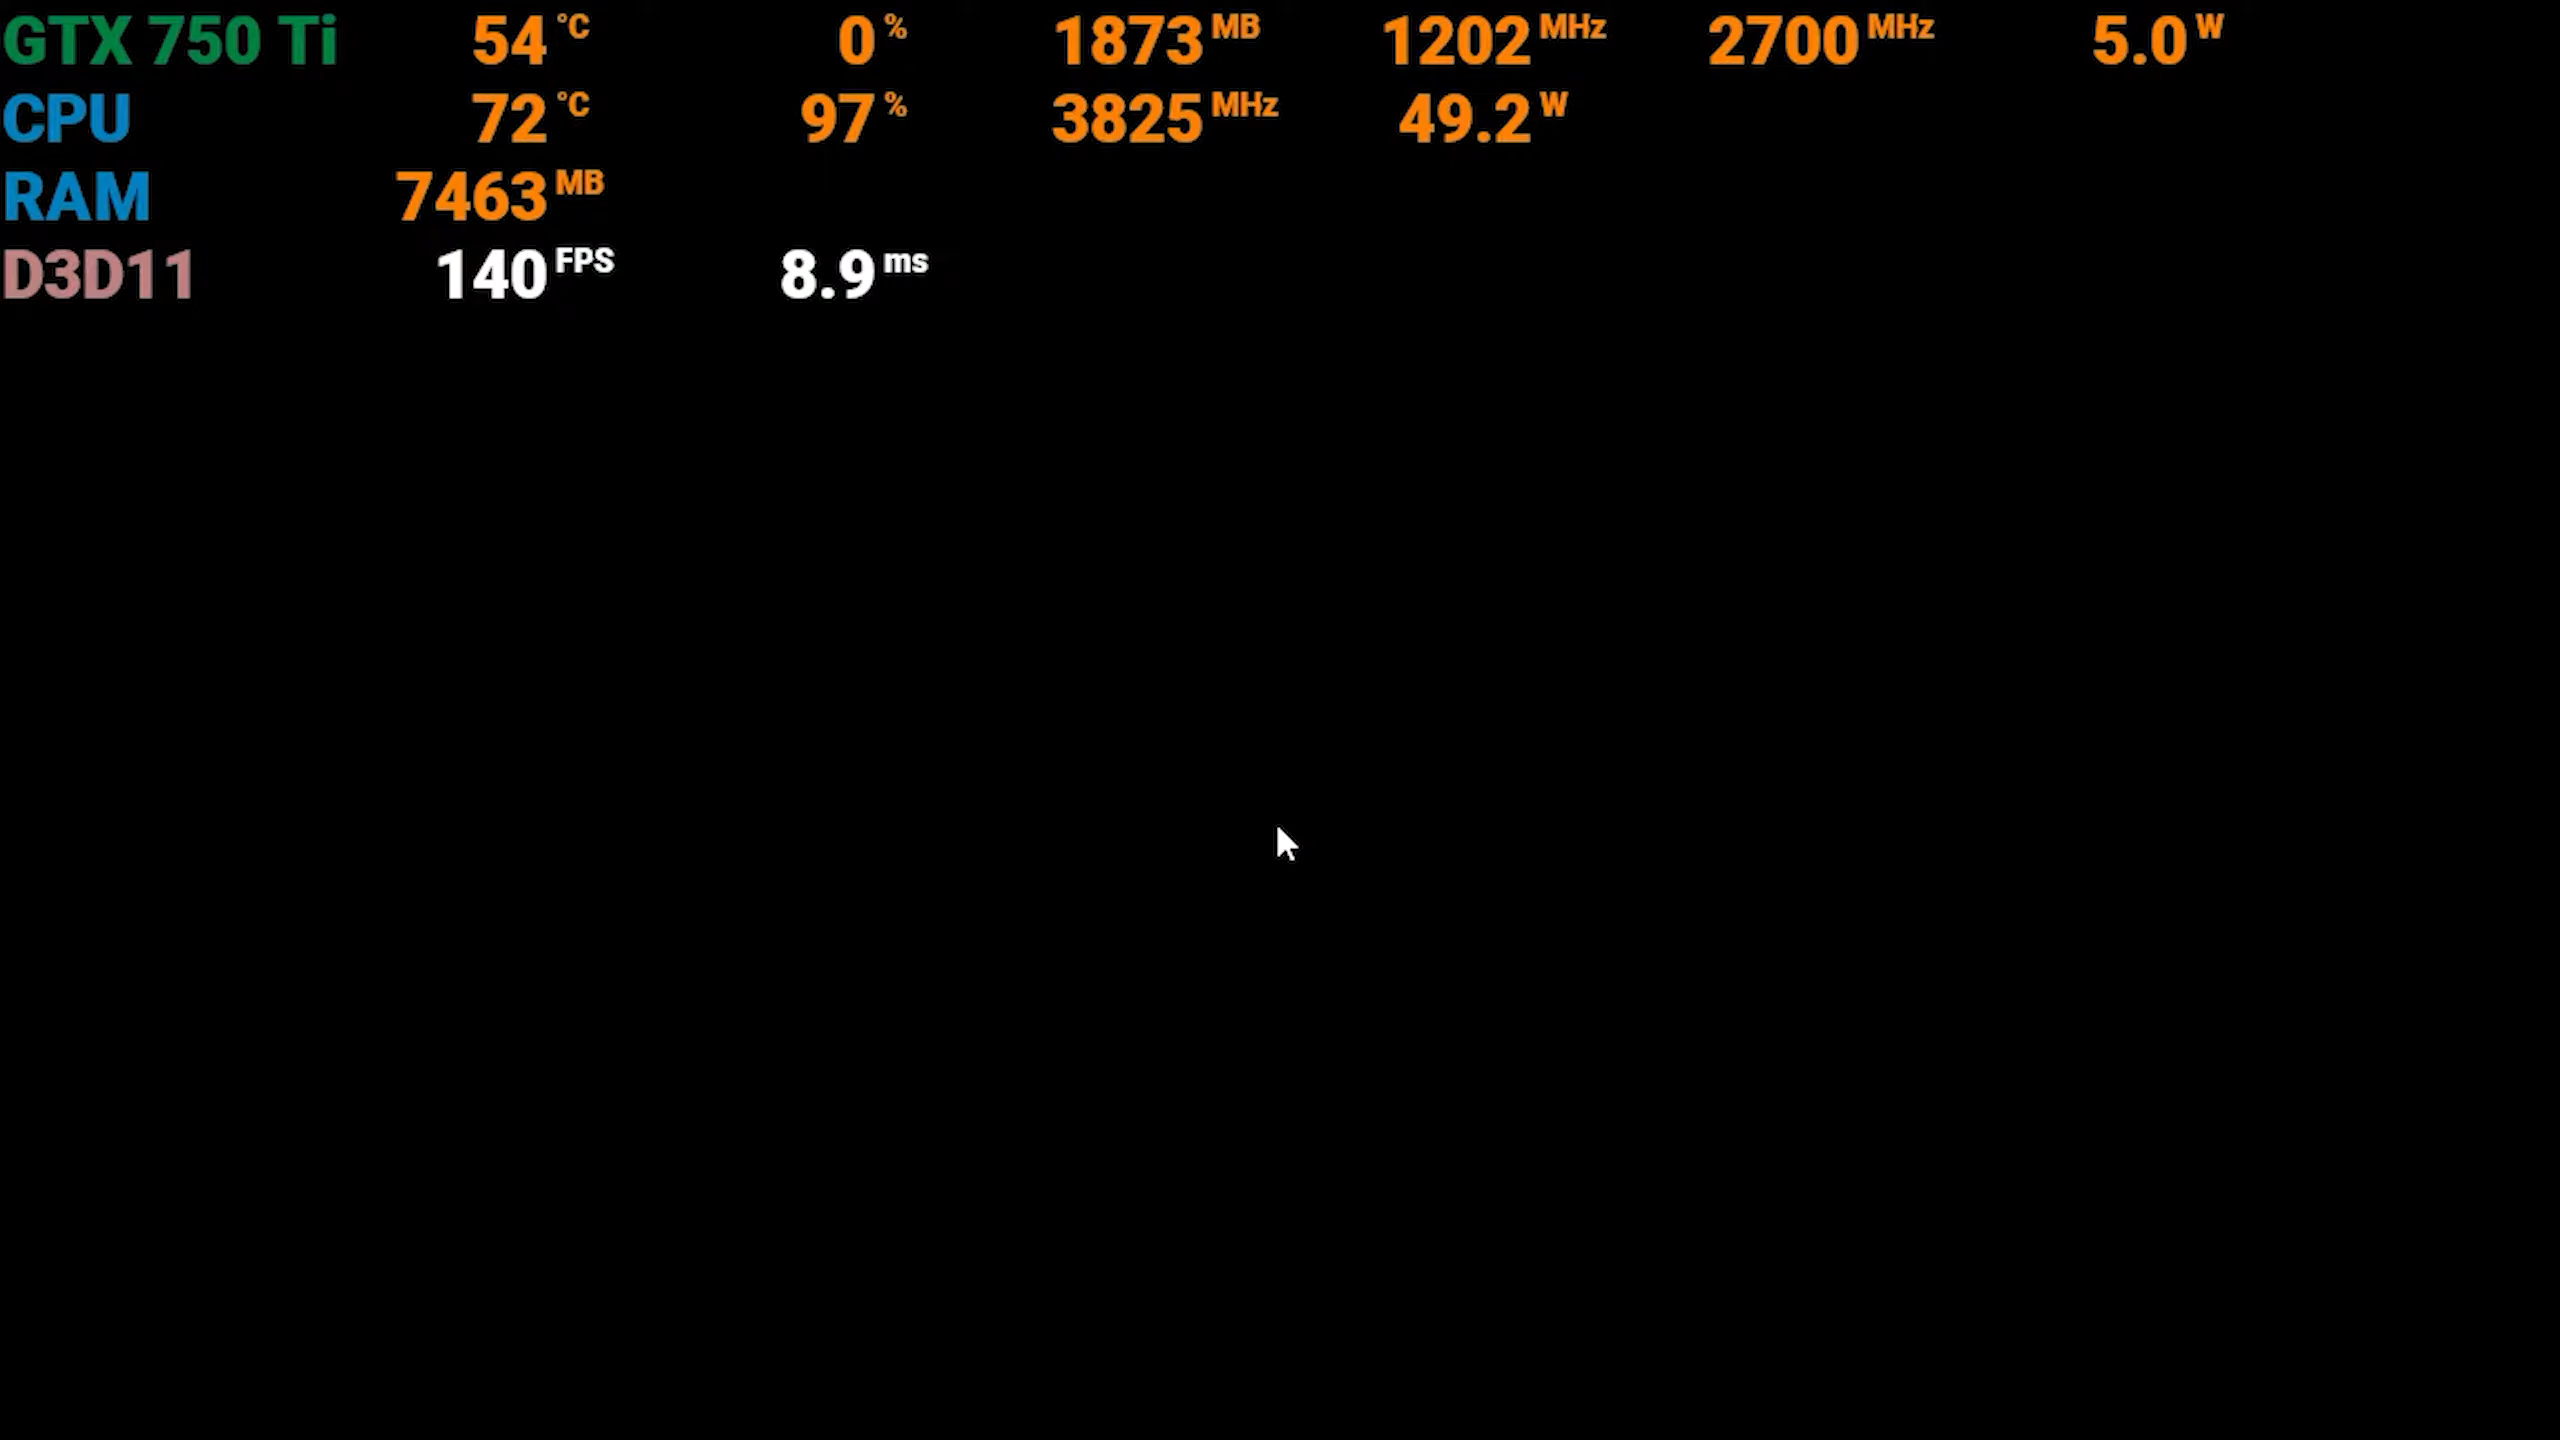 GTX 750 Ti 54 °C 0 % 1873 MB 1202 MHz 2700 MHz 5.0 W
CPU 72 °C 97 % 3825 MHz 49.2 W
RAM 7463 MB
D3D11 140 FPS 8.9 ms